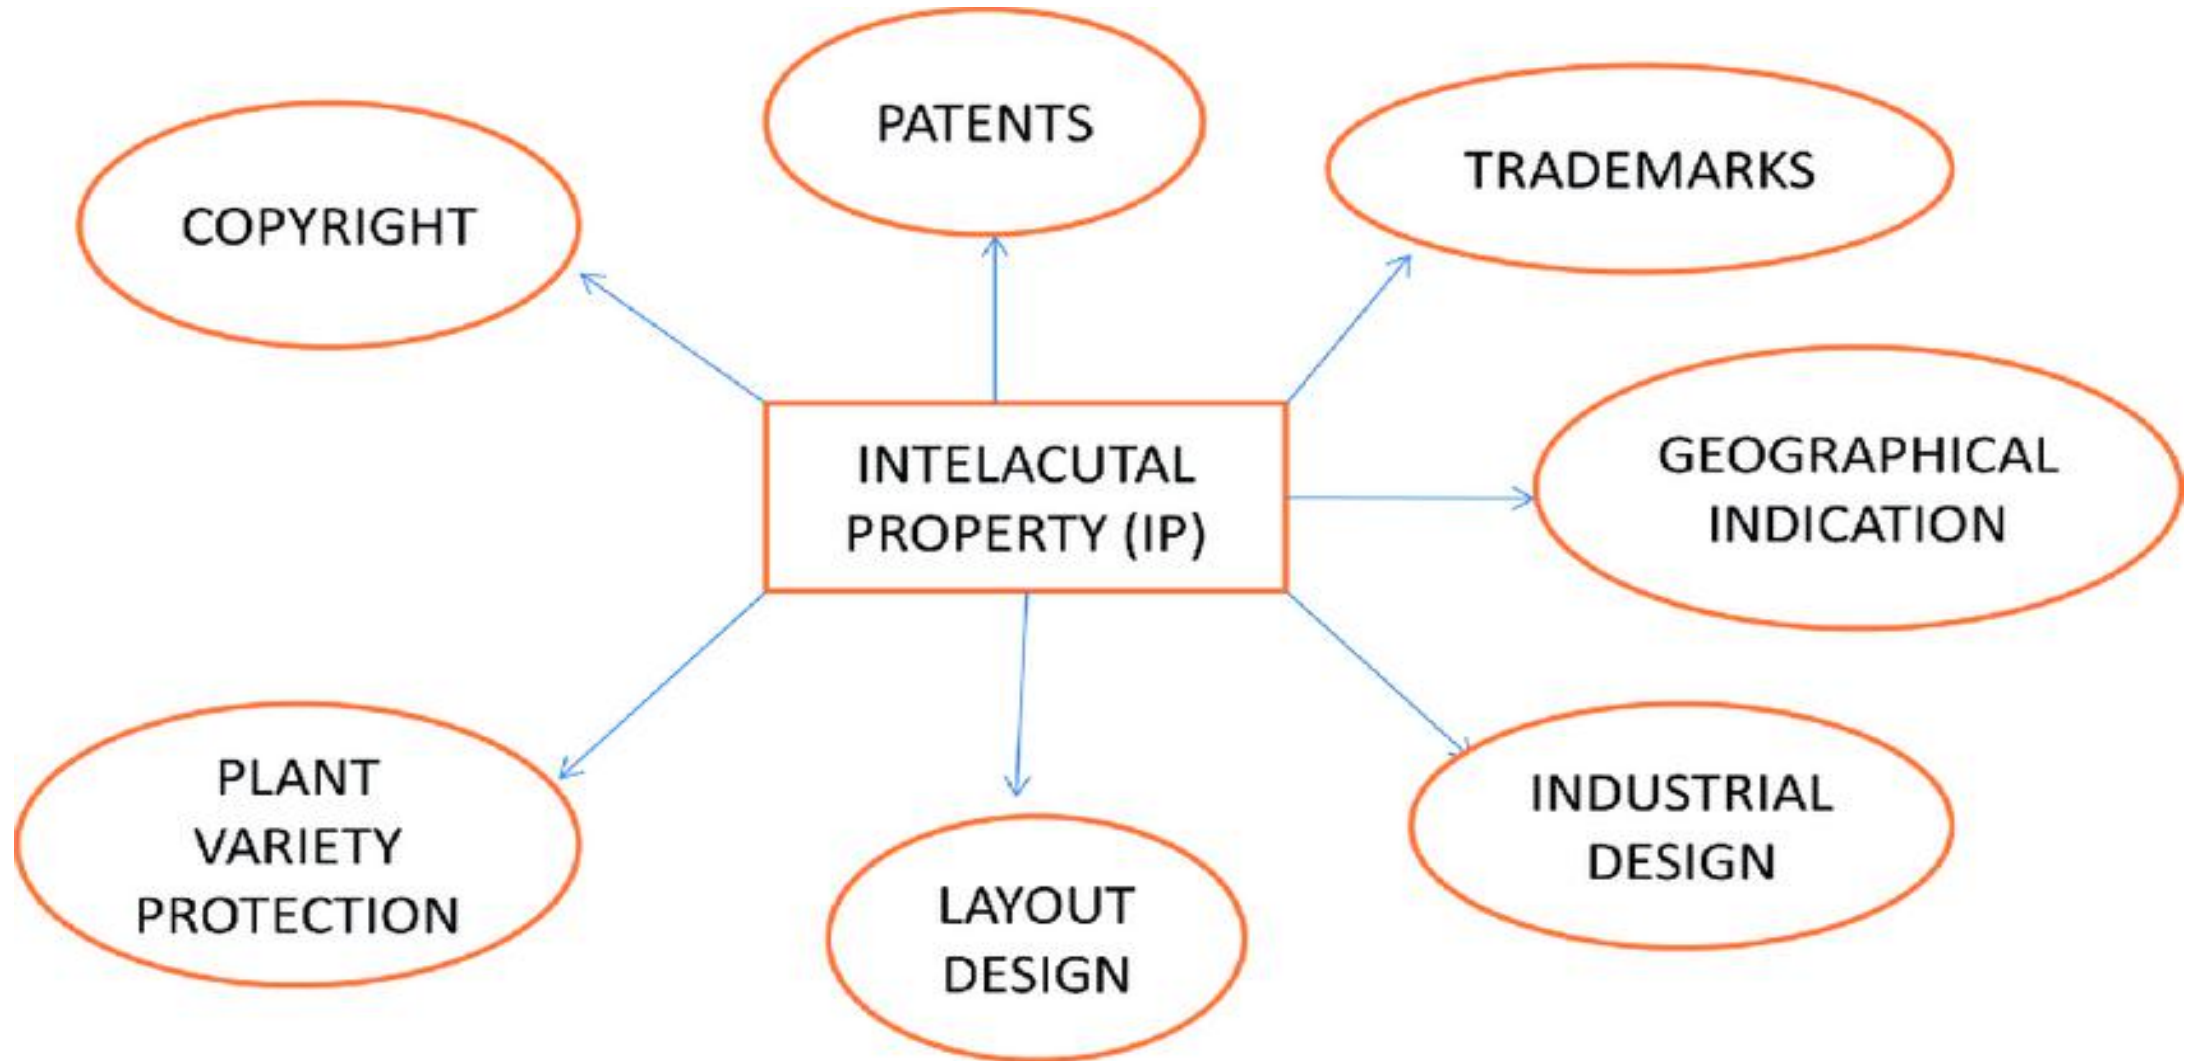 PATENTS
TRADEMARKS
COPYRIGHT
INTELACUTAL
PROPERTY (IP)
GEOGRAPHICAL
INDICATION
PLANT
VARIETY
PROTECTION
LAYOUT
DESIGN
INDUSTRIAL
DESIGN